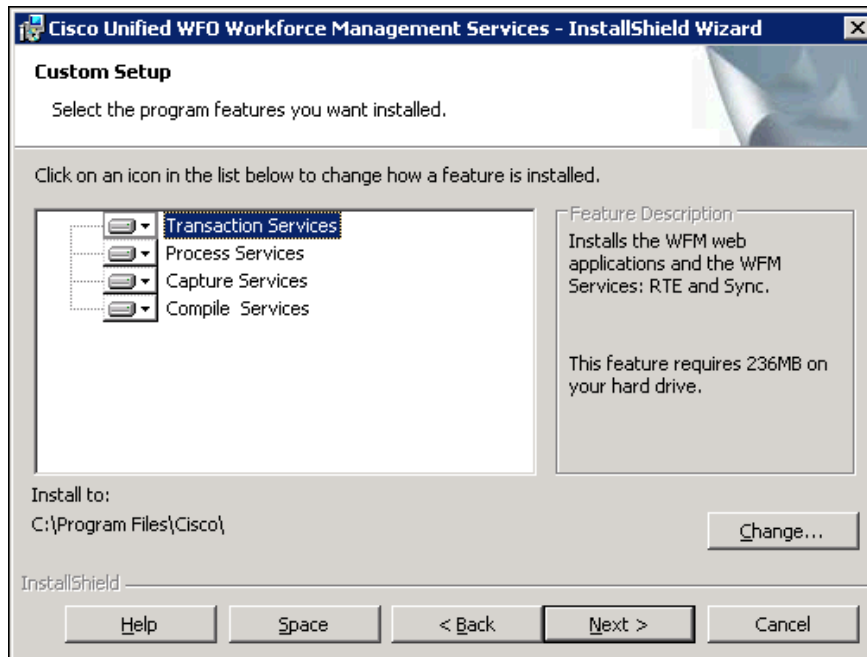 Cisco Unified WFO Workforce Management Services - InstallShield Wizard
Custom Setup
Select the program features you want installed.
Click on an icon in the list below to change how a feature is installed.
Transaction Services
Process Services
Capture Services
Compile Services
Feature Description
Installs the WFM web
applications and the WFM
Services: RTE and Sync.
This feature requires 236MB on
your hard drive.
Install to:
C:\Program Files\Cisco\
Change...
InstallShield
Help
Space
< Back
Next >
Cancel